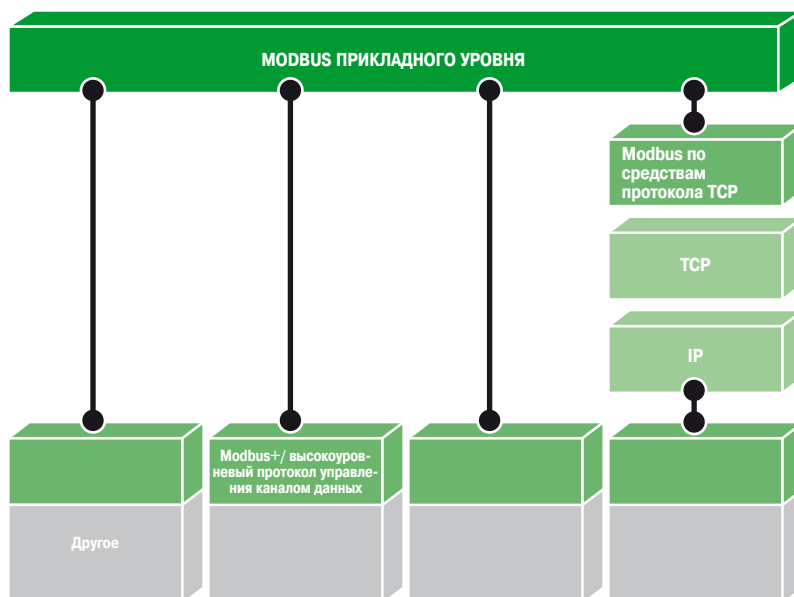 MODBUS ПРИКЛАДНОГО УРОВНЯ
Modbus по
средствам
протокола TCP
TCP
IP
Modbus+/ высокоуров-
невый протокол управле-
ния каналом данных
Другое